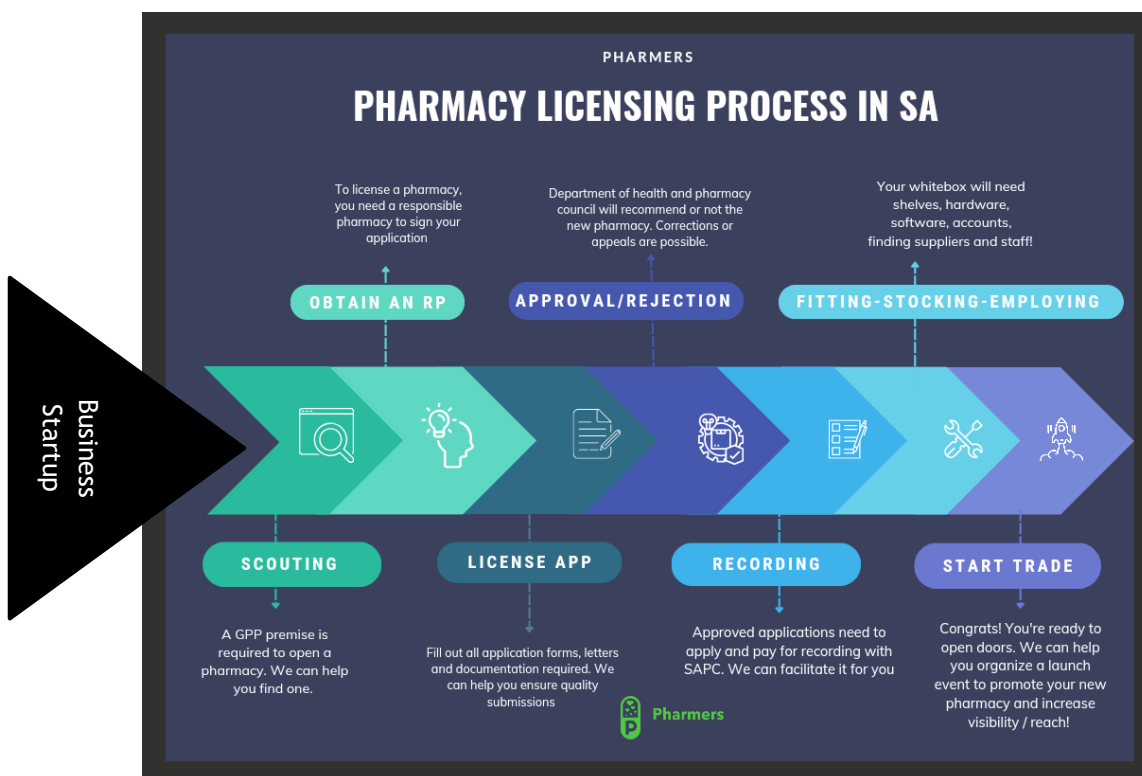 PHARMERS
PHARMACY LICENSING PROCESS IN SA
To license a pharmacy,
you need a responsible
pharmacy to sign your
application
Department of health and pharmacy
council will recommend or not the
new pharmacy. Corrections or
appeals are possible.
Your whitebox will need
shelves, hardware,
software, accounts,
finding suppliers and staff!
OBTAIN AN RP
APPROVAL/REJECTION
FITTING-STOCKING-EMPLOYING
Business
Startup
SCOUTING
LICENSE APP
RECORDING
START TRADE
A GPP premise is
required to open a
pharmacy. We can help
you find one.
Fill out all application forms, letters
and documentation required. We
can help you ensure quality
submissions
Approved applications need to
apply and pay for recording with
SAPC. We can facilitate it for you
Congrats! You're ready to
open doors. We can help
you organize a launch
event to promote your new
pharmacy and increase
visibility / reach!
P
Pharmers